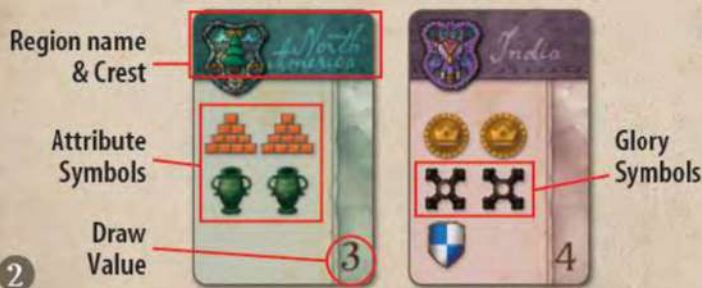 Region name
& Crest
North
America
India
Attribute
Symbols
Glory
Symbols
Draw
Value
3
4
2